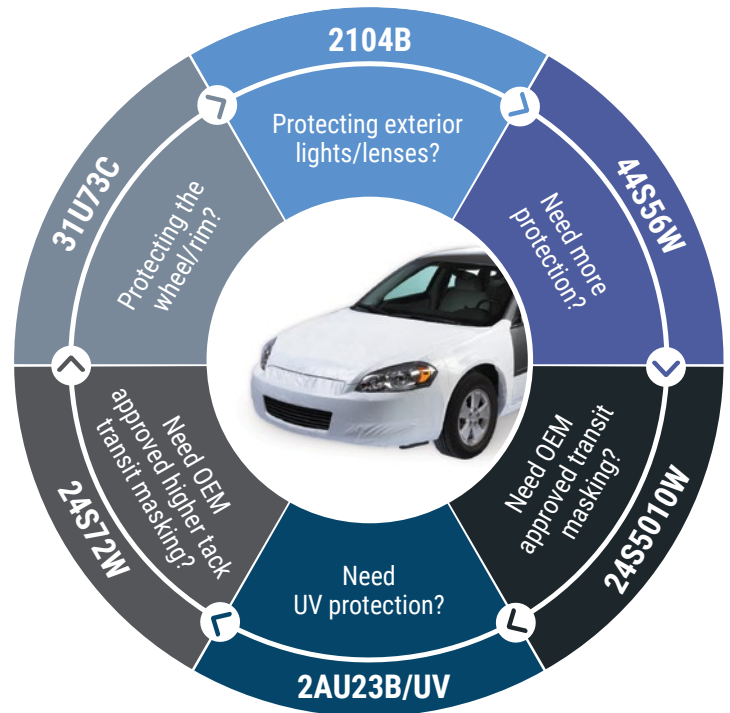 2104B
Protecting exterior
lights/lenses?
44S56W
Need more
protection?
24S5010W
Need OEM
approved transit
masking?
2AU23B/UV
Need
UV protection?
24S72W
Need OEM
approved higher tack
transit masking?
31U73C
Protecting the
wheel/rim?